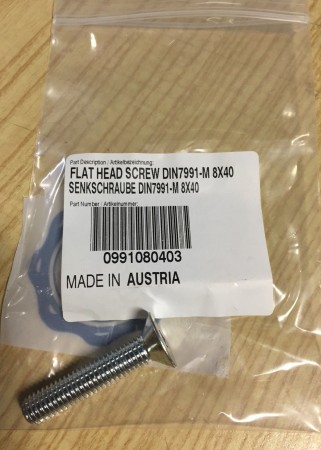 Part Description / Artikelbezeichnung:
FLAT HEAD SCREW DIN7991-M 8X40
SENKSCHRAUBE DIN7991-M 8X40
Part Number / Artikelnummer:
0991080403
MADE IN AUSTRIA